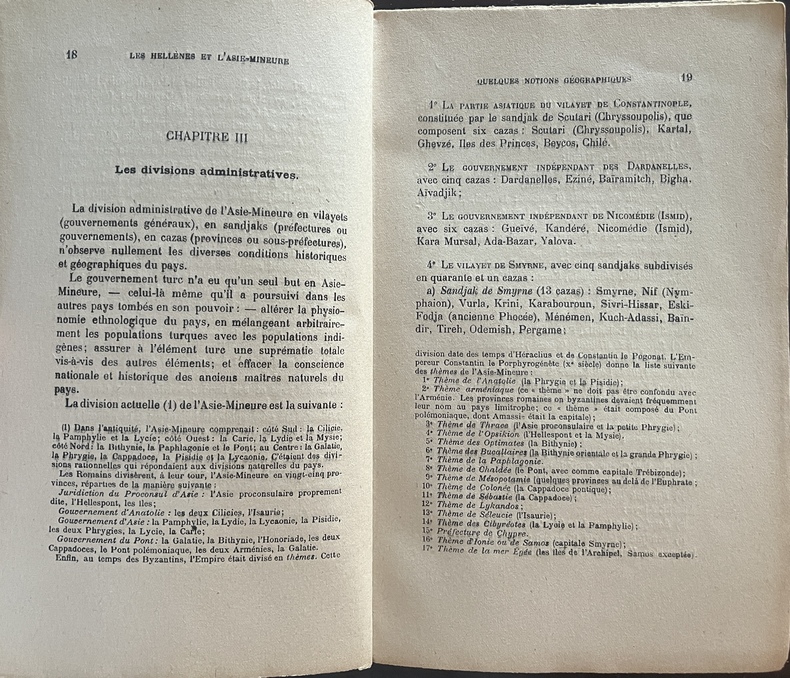 18
LES HELLÈNES ET L'ASIE-MINEURE
CHAPITRE III
Les divisions administratives.
La division administrative de l'Asie-Mineure en vilayets
(gouvernements généraux), en sandjaks (préfectures ou
gouvernements), en cazas (provinces ou sous-préfectures),
n'observe nullement les diverses conditions historiques
et géographiques du pays.
Le gouvernement turc n'a eu qu'un seul but en Asie-
Mineure, — celui-là même qu'il a poursuivi dans les
autres pays tombés en son pouvoir : — altérer la physio-
nomie ethnologique du pays, en mélangeant arbitraire-
ment les populations turques avec les populations indi-
gènes; assurer à l'élément turc une suprématie totale
vis-à-vis des autres éléments; et effacer la conscience
nationale et historique des anciens maîtres naturels du
pays.
La division actuelle (1) de l'Asie-Mineure est la suivante :
(1) Dans l'antiquité, l'Asie-Mineure comprenait : côté Sud : la Cilicie,
la Pamphylie et la Lycie; côté Ouest : la Carie, la Lydie et la Mysie;
côté Nord : la Bithynie, la Paphlagonie et le Pont; au Centre : la Galatie,
la Phrygie, la Cappadoce, la Pisidie et la Lycaonie. C'étaient des divi-
sions rationnelles qui répondaient aux divisions naturelles du pays.
Les Romains divisèrent, à leur tour, l'Asie-Mineure en vingt-cinq pro-
vinces, réparties de la manière suivante :
Juridiction du Proconsul d'Asie : l'Asie proconsulaire proprement
dite, l'Hellespont, les îles;
Gouvernement d'Anatolie : les deux Cilicies, l'Isaurie;
Gouvernement d'Asie : la Pamphylie, la Lydie, la Lycaonie, la Pisidie,
les deux Phrygies, la Lycie, la Carie;
Gouvernement du Pont : la Galatie, la Bithynie, l'Honoriade, les deux
Cappadoces, le Pont polémoniaque, les deux Arménies, la Galatie.
Enfin, au temps des Byzantins, l'Empire était divisé en thèmes. Cette
QUELQUES NOTIONS GÉOGRAPHIQUES
19
1° LA PARTIE ASIATIQUE DU VILAYET DE CONSTANTINOPLE,
constituée par le sandjak de Scutari (Chryssoupolis), que
composent six cazas : Scutari (Chryssoupolis), Kartal,
Ghevzé, Iles des Princes, Beycos, Chilé.
2° LE GOUVERNEMENT INDÉPENDANT DES DARDANELLES,
avec cinq cazas : Dardanelles, Eziné, Baïramitch, Bigha,
Aïvadjik;
3° LE GOUVERNEMENT INDÉPENDANT DE NICOMÉDIE (ISMID),
avec six cazas : Gueivé, Kandéré, Nicomédie (Ismid),
Kara Mursal, Ada-Bazar, Yalova.
4° LE VILAYET DE SMYRNE, avec cinq sandjaks subdivisés
en quarante et un cazas :
a) Sandjak de Smyrne (13 cazas) : Smyrne, Nif (Nym-
phaion), Vurla, Krini, Karabouroun, Sivri-Hissar, Eski-
Fodja (ancienne Phocée), Ménémen, Kuch-Adassi, Bain-
dir, Tireh, Odemish, Pergame;
division date des temps d'Héraclius et de Constantin le Pogonat. L'Em-
pereur Constantin le Porphyrogénète (Xe siècle) donne la liste suivante
des thèmes de l'Asie-Mineure :
1° Thème de l'Anatolie (la Phrygie et la Pisidie);
2° Thème arméniaque (ce « thème » ne doit pas être confondu avec
l'Arménie. Les provinces romaines ou byzantines devaient fréquemment
leur nom au pays limitrophe; ce « thème » était composé du Pont
polémoniaque, dont Amassi était la capitale);
3° Thème de Thrace (l'Asie proconsulaire et la petite Phrygie);
4° Thème de l'Opsikion (l'Hellespont et la Mysie).
5° Thème des Optimates (la Bithynie);
6° Thème des Bucallaires (la Bithynie orientale et la grande Phrygie);
7° Thème de la Paphlagonie.
8° Thème de Chaldée (le Pont, avec comme capitale Trébizonde);
9° Thème de Mésopotamie (quelques provinces au delà de l'Euphrate;
10° Thème de Colonée (la Cappadoce pontique);
11° Thème de Sébastie (la Cappadoce);
12° Thème de Lykandos;
13° Thème de Séleucie (l'Isaurie);
14° Thème des Cibyréotes (la Lycie et la Pamphylie);
15° Préfecture de Chypre.
16° Thème d'Ionie ou de Samos (capitale Smyrne);
17° Thème de la mer Egée (les îles de l'Archipel, Samos exceptée).